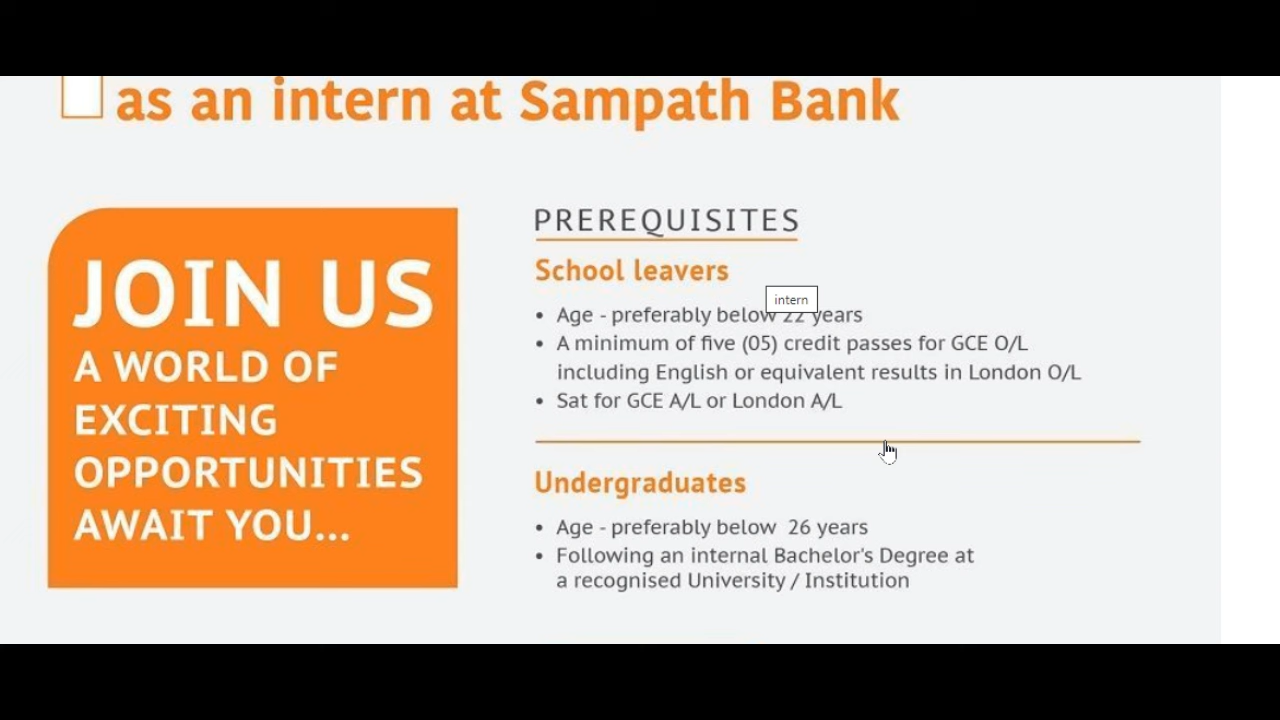 as an intern at Sampath Bank
JOIN US
A WORLD OF
EXCITING
OPPORTUNITIES
AWAIT YOU...
PREREQUISITES
School leavers
intern
• Age - preferably below 22 years
• A minimum of five (05) credit passes for GCE O/L
including English or equivalent results in London O/L
• Sat for GCE A/L or London A/L
Undergraduates
• Age - preferably below 26 years
• Following an internal Bachelor's Degree at
a recognised University / Institution